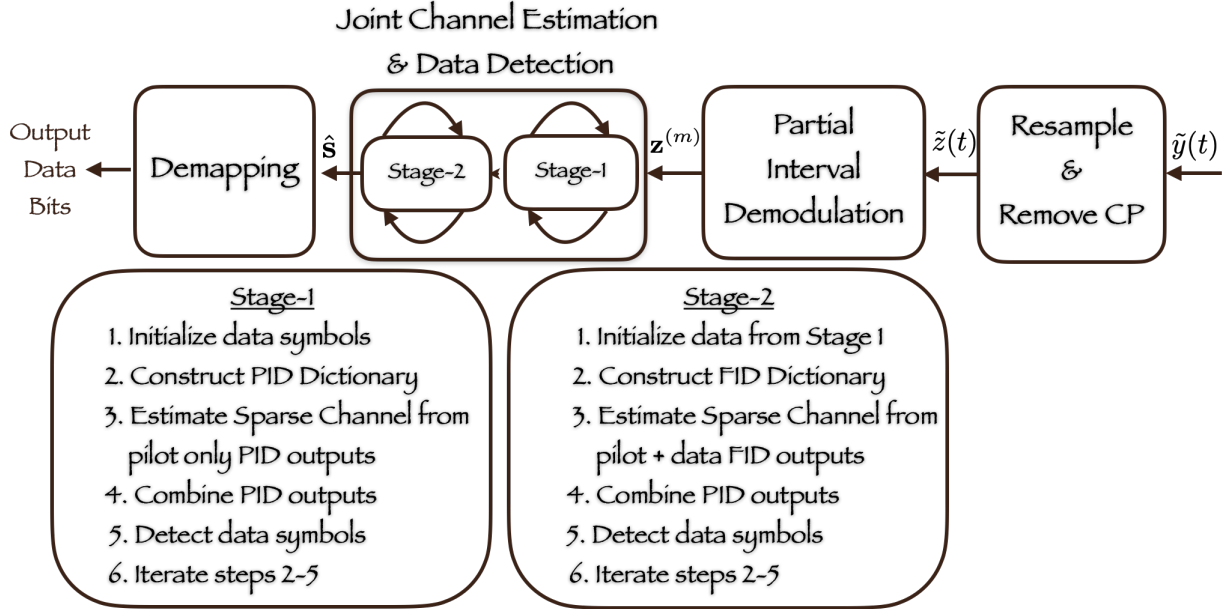 Joint Channel Estimation
& Data Detection
Output
Data
Bits
Demapping
ŝ
Stage-2
Stage-1
z^{(m)}
Partial
Interval
Demodulation
z̃(t)
Resample
&
Remove CP
ỹ(t)
Stage-1
1. Initialize data symbols
2. Construct PID Dictionary
3. Estimate Sparse Channel from
pilot only PID outputs
4. Combine PID outputs
5. Detect data symbols
6. Iterate steps 2-5
Stage-2
1. Initialize data from Stage 1
2. Construct FID Dictionary
3. Estimate Sparse Channel from
pilot + data FID outputs
4. Combine PID outputs
5. Detect data symbols
6. Iterate steps 2-5